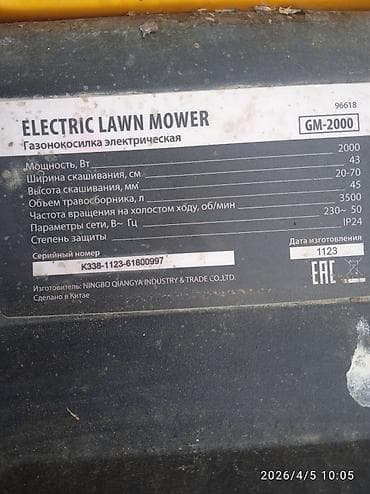 96618
ELECTRIC LAWN MOWER GM-2000
Газонокосилка электрическая
Мощность, Вт 2000
Ширина скашивания, см 43
Высота скашивания, мм 20-70
Объем травосборника, л 45
Частота вращения на холостом ходу, об/мин 3500
Параметры сети, В~ Гц 230~ 50
Степень защиты IP24
Серийный номер Дата изготовления
K338-1123-61800997 1123
Изготовитель: NINGBO QIANGYA INDUSTRY & TRADE CO.,LTD.
Сделано в Китае
EAC
2026/4/5 10:05